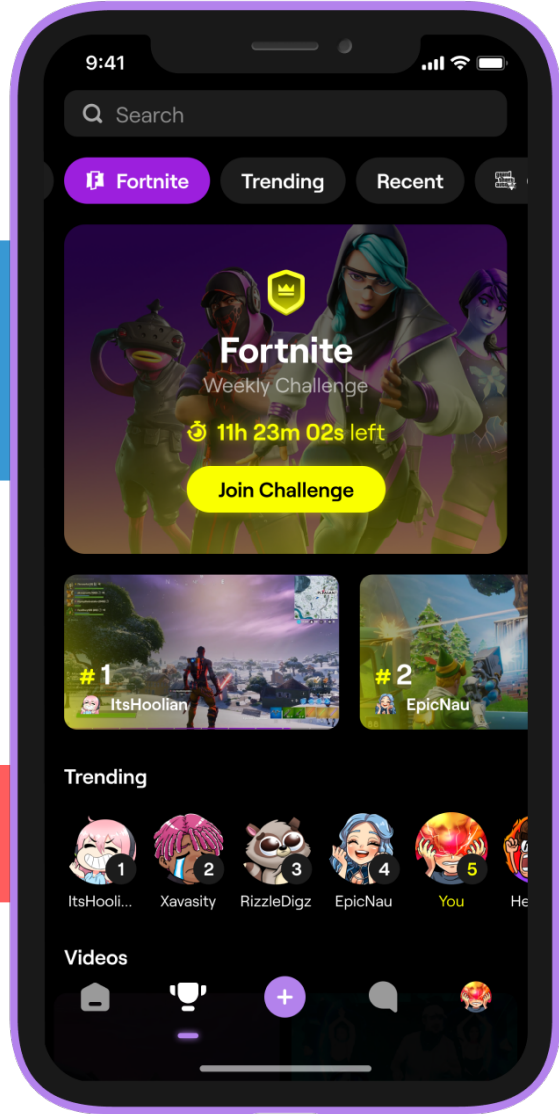 9:41
Search
Fortnite
Trending
Recent
Fortnite
Weekly Challenge
11h 23m 02s left
Join Challenge
#1
ItsHoolian
#2
EpicNau
Trending
1
2
3
4
5
ItsHooli...
Xavasity
RizzleDigz
EpicNau
You
He
Videos